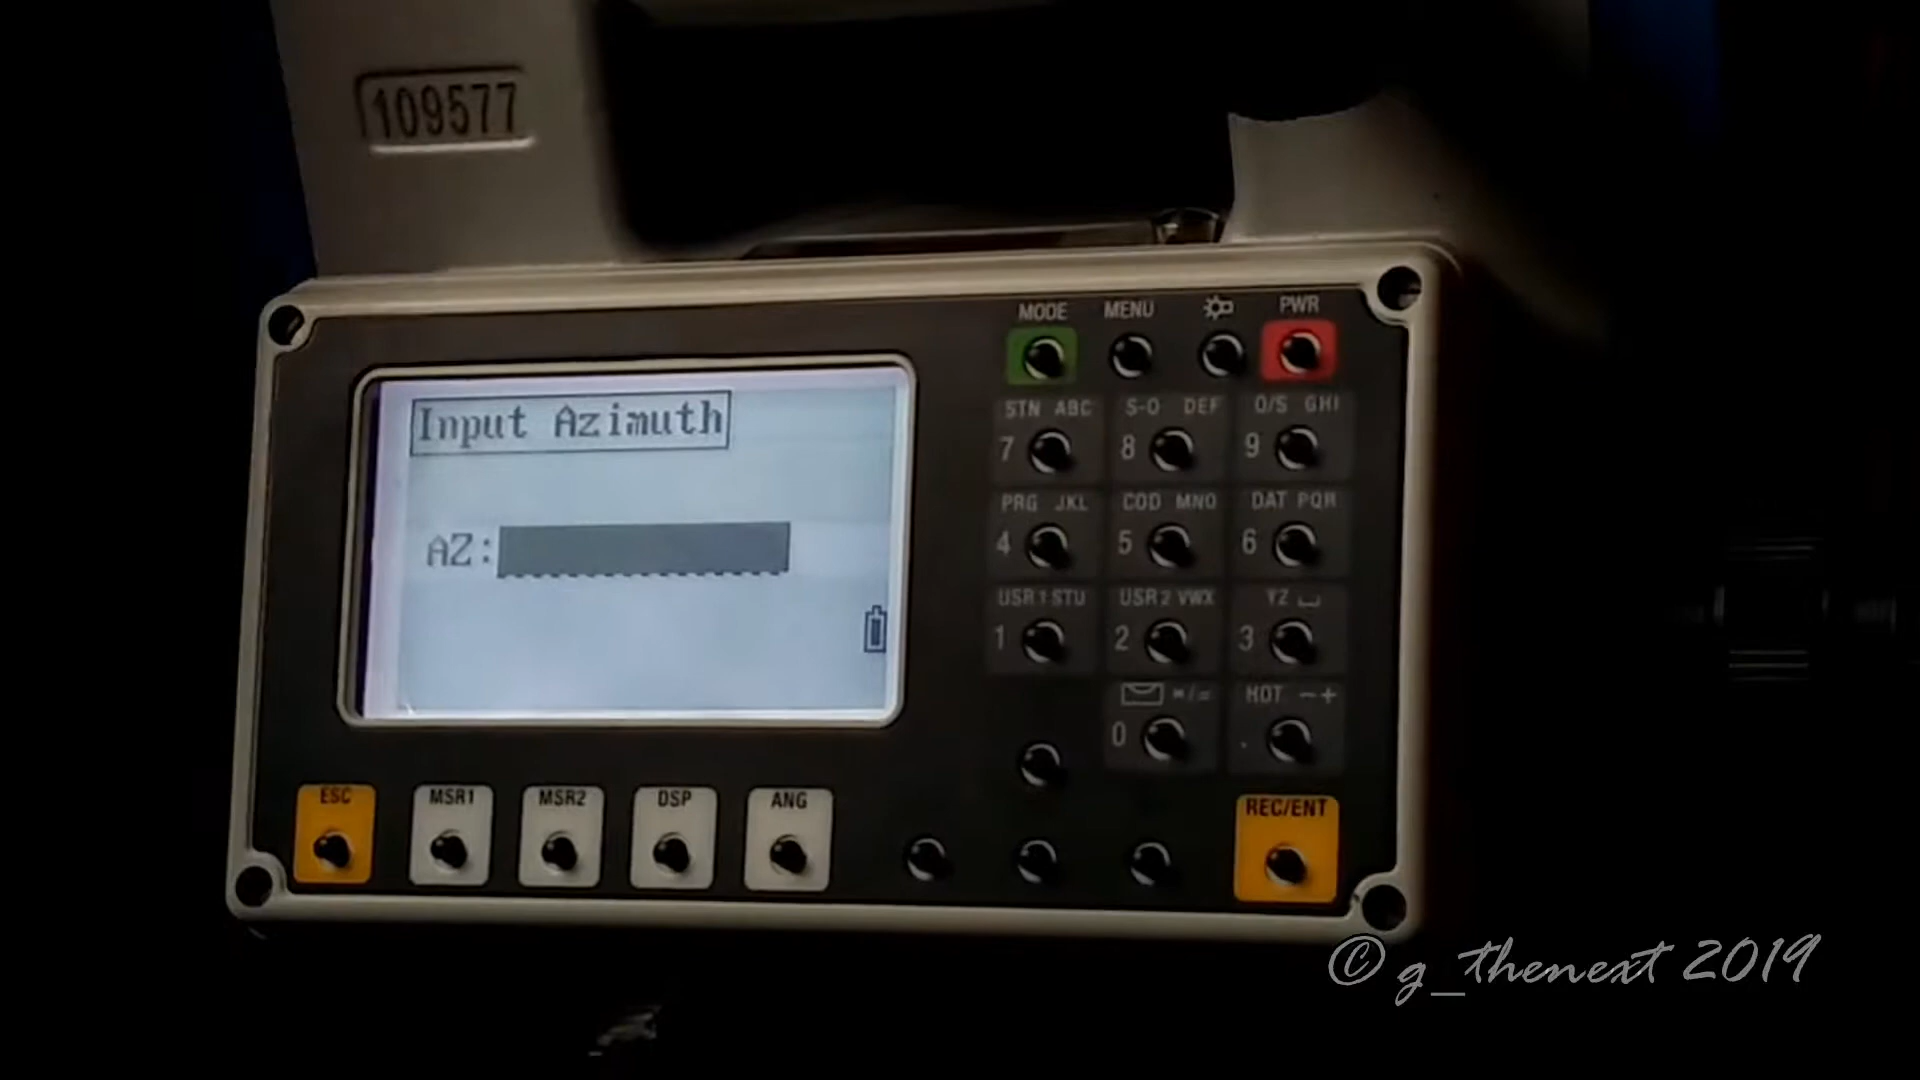 109577
MODE MENU PWR
Input Azimuth
STN ABC S-O DEF O/S GHI
7 8 9
PRG JKL COD MNO DAT PQR
AZ:
4 5 6
USR1 STU USR2 VWX YZ
1 2 3
*/= HOT -+
0 .
ESC MSR1 MSR2 DSP ANG REC/ENT
© g_thenext 2019